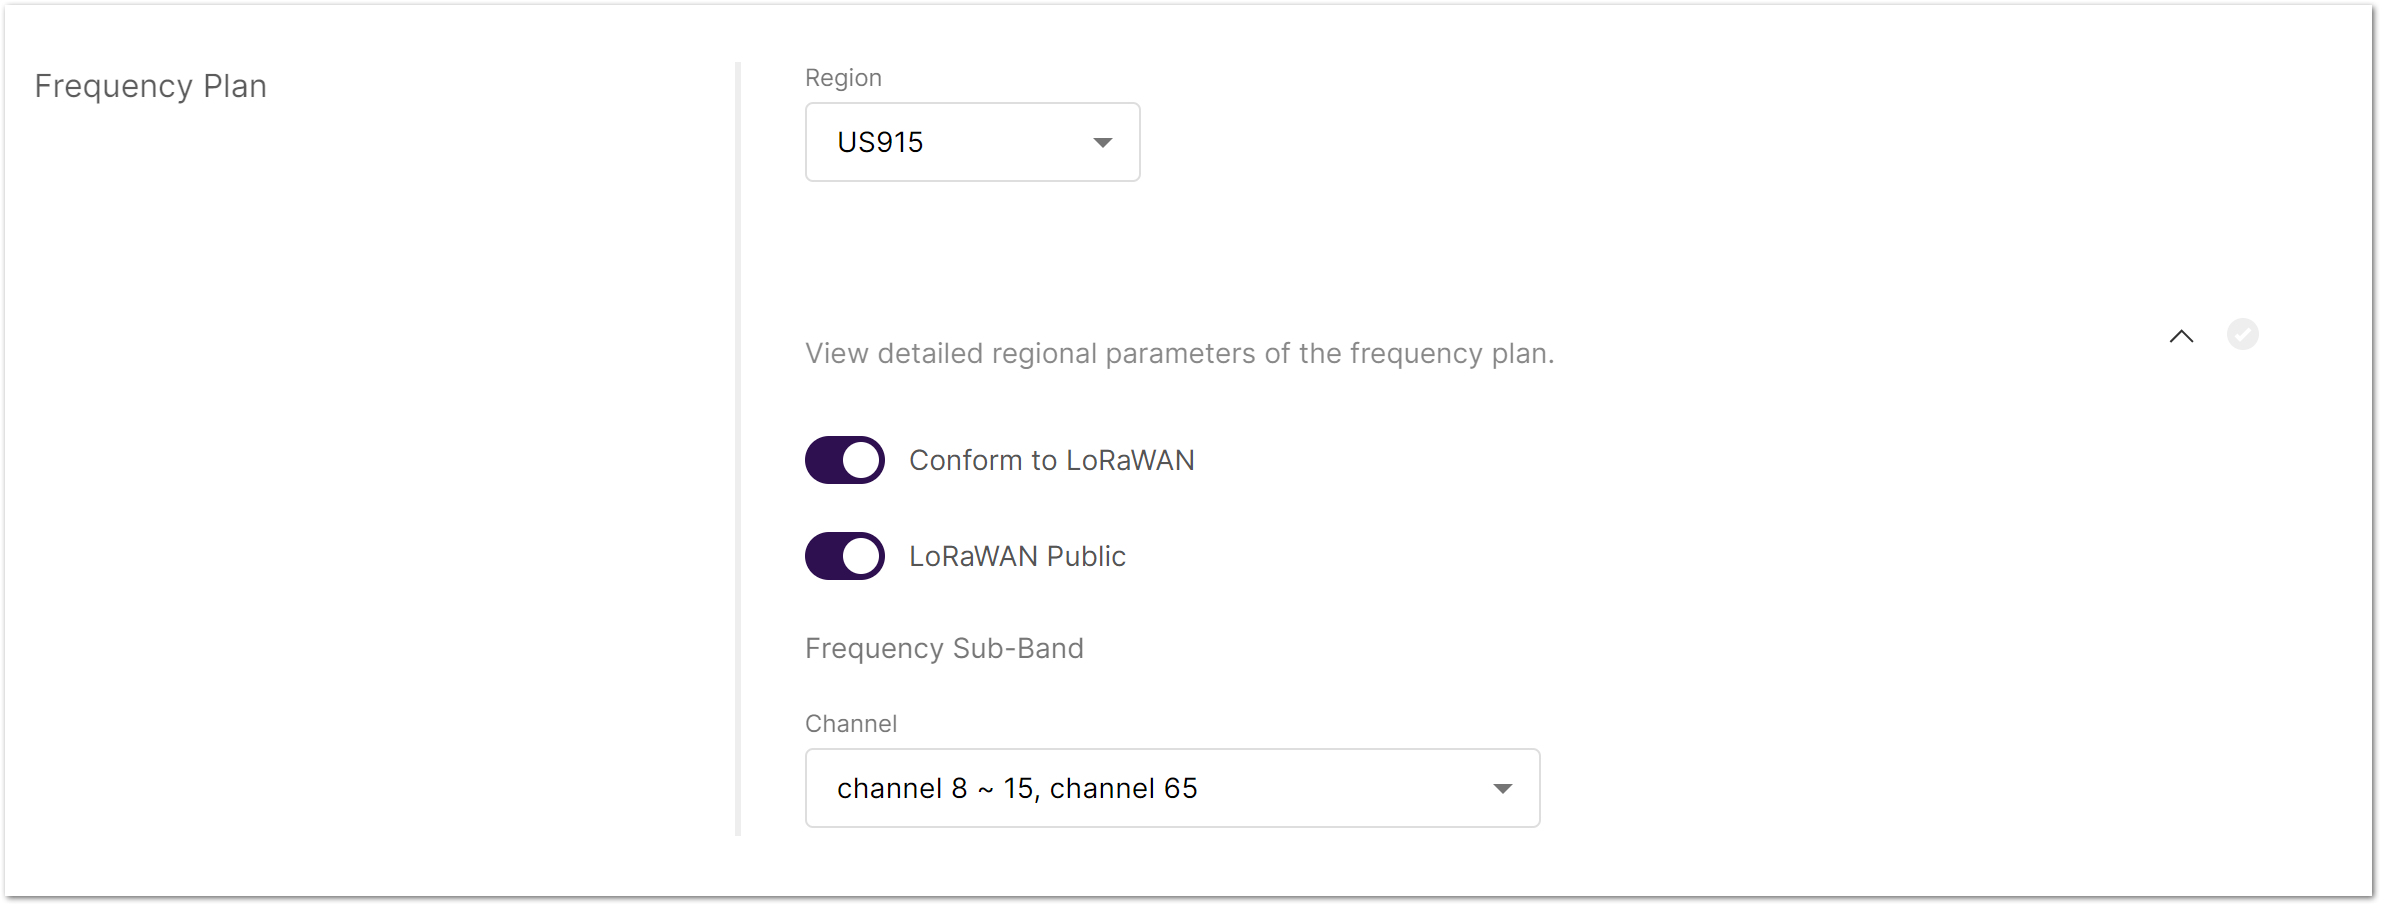 Frequency Plan
Region
US915
View detailed regional parameters of the frequency plan.
Conform to LoRaWAN
LoRaWAN Public
Frequency Sub-Band
Channel
channel 8 ~ 15, channel 65